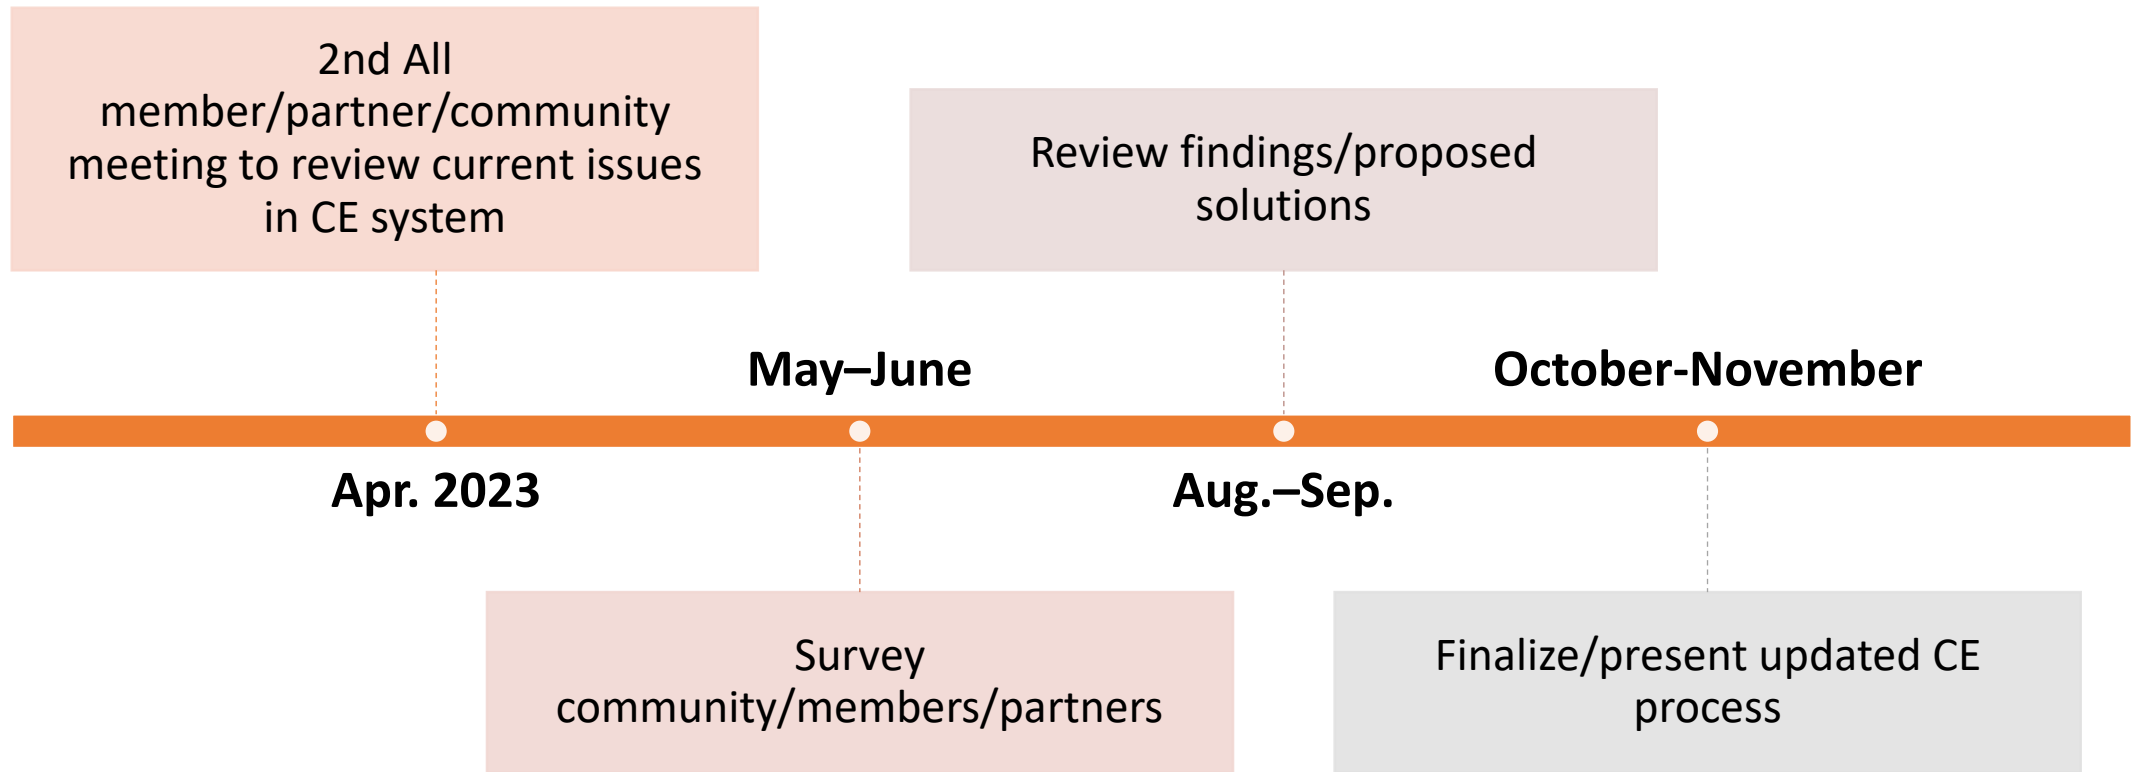 2nd All
member/partner/community
meeting to review current issues
in CE system
Review findings/proposed
solutions
May–June
October-November
Apr. 2023
Aug.–Sep.
Survey
community/members/partners
Finalize/present updated CE
process